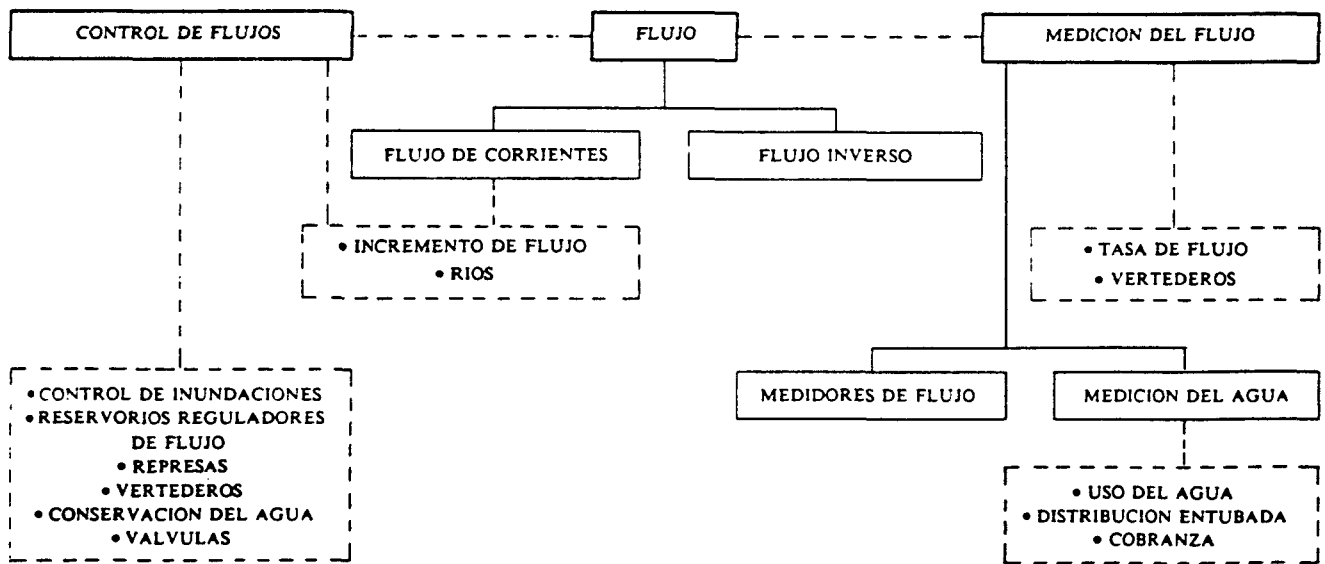 CONTROL DE FLUJOS
FLUJO
MEDICION DEL FLUJO
FLUJO DE CORRIENTES
FLUJO INVERSO
• INCREMENTO DE FLUJO
• RIOS
• TASA DE FLUJO
• VERTEDEROS
• CONTROL DE INUNDACIONES
• RESERVORIOS REGULADORES
DE FLUJO
• REPRESAS
• VERTEDEROS
• CONSERVACION DEL AGUA
• VALVULAS
MEDIDORES DE FLUJO
MEDICION DEL AGUA
• USO DEL AGUA
• DISTRIBUCION ENTUBADA
• COBRANZA